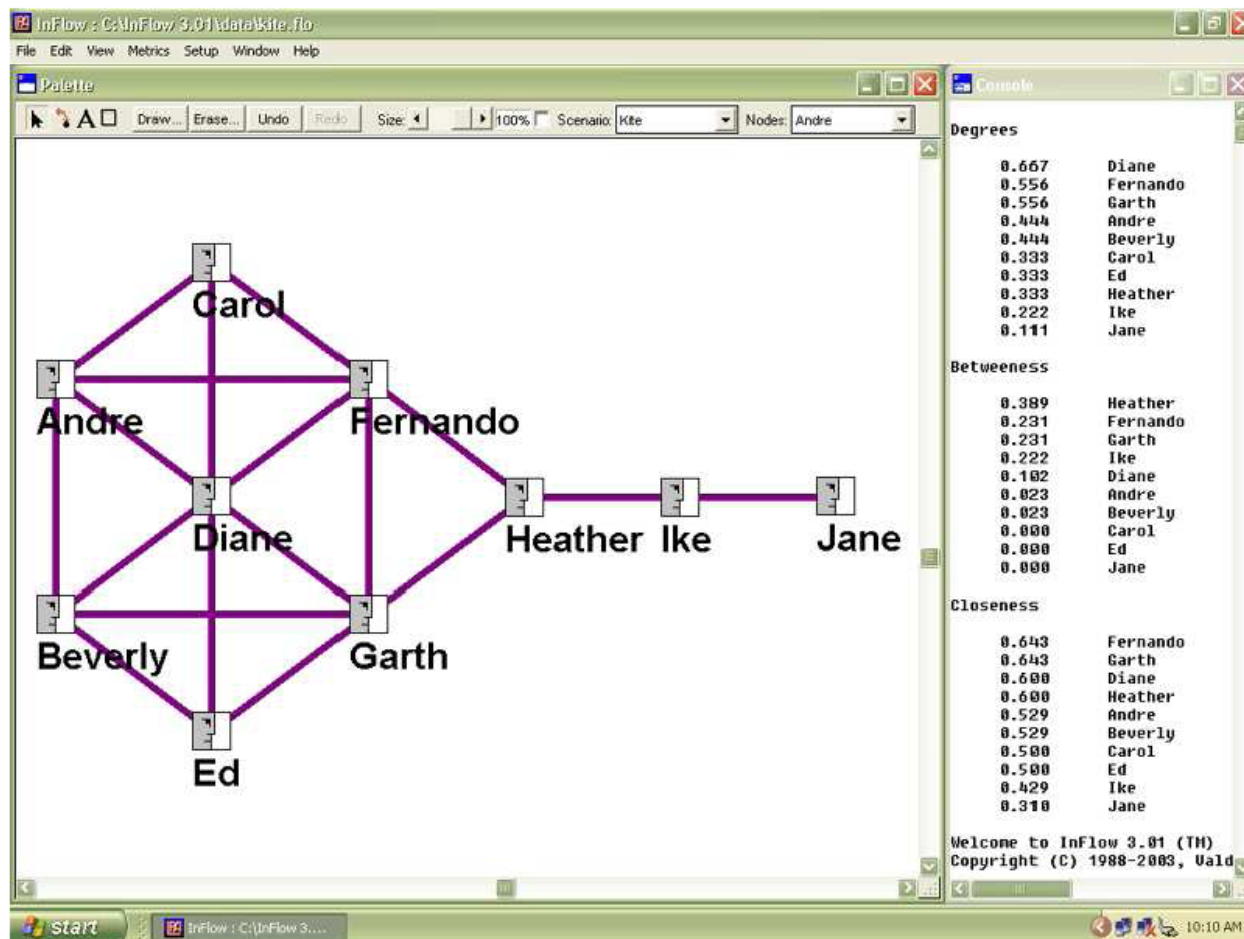 InFlow : C:\InFlow 3.01\data\kite.flo
File Edit View Metrics Setup Window Help
Palette
A Draw... Erase... Undo Redo Size: 100% Scenario: Kite Nodes: Andre
Carol
Andre
Fernando
Diane
Heather
Ike
Jane
Beverly
Garth
Ed
Console
Degrees
0.667 Diane
0.556 Fernando
0.556 Garth
0.444 Andre
0.444 Beverly
0.333 Carol
0.333 Ed
0.333 Heather
0.222 Ike
0.111 Jane
Betweeness
0.389 Heather
0.231 Fernando
0.231 Garth
0.222 Ike
0.102 Diane
0.023 Andre
0.023 Beverly
0.000 Carol
0.000 Ed
0.000 Jane
Closeness
0.643 Fernando
0.643 Garth
0.600 Diane
0.600 Heather
0.529 Andre
0.529 Beverly
0.500 Carol
0.500 Ed
0.429 Ike
0.310 Jane
Welcome to InFlow 3.01 (TM)
Copyright (C) 1988-2003, Vald
start
InFlow : C:\InFlow 3....
10:10 AM